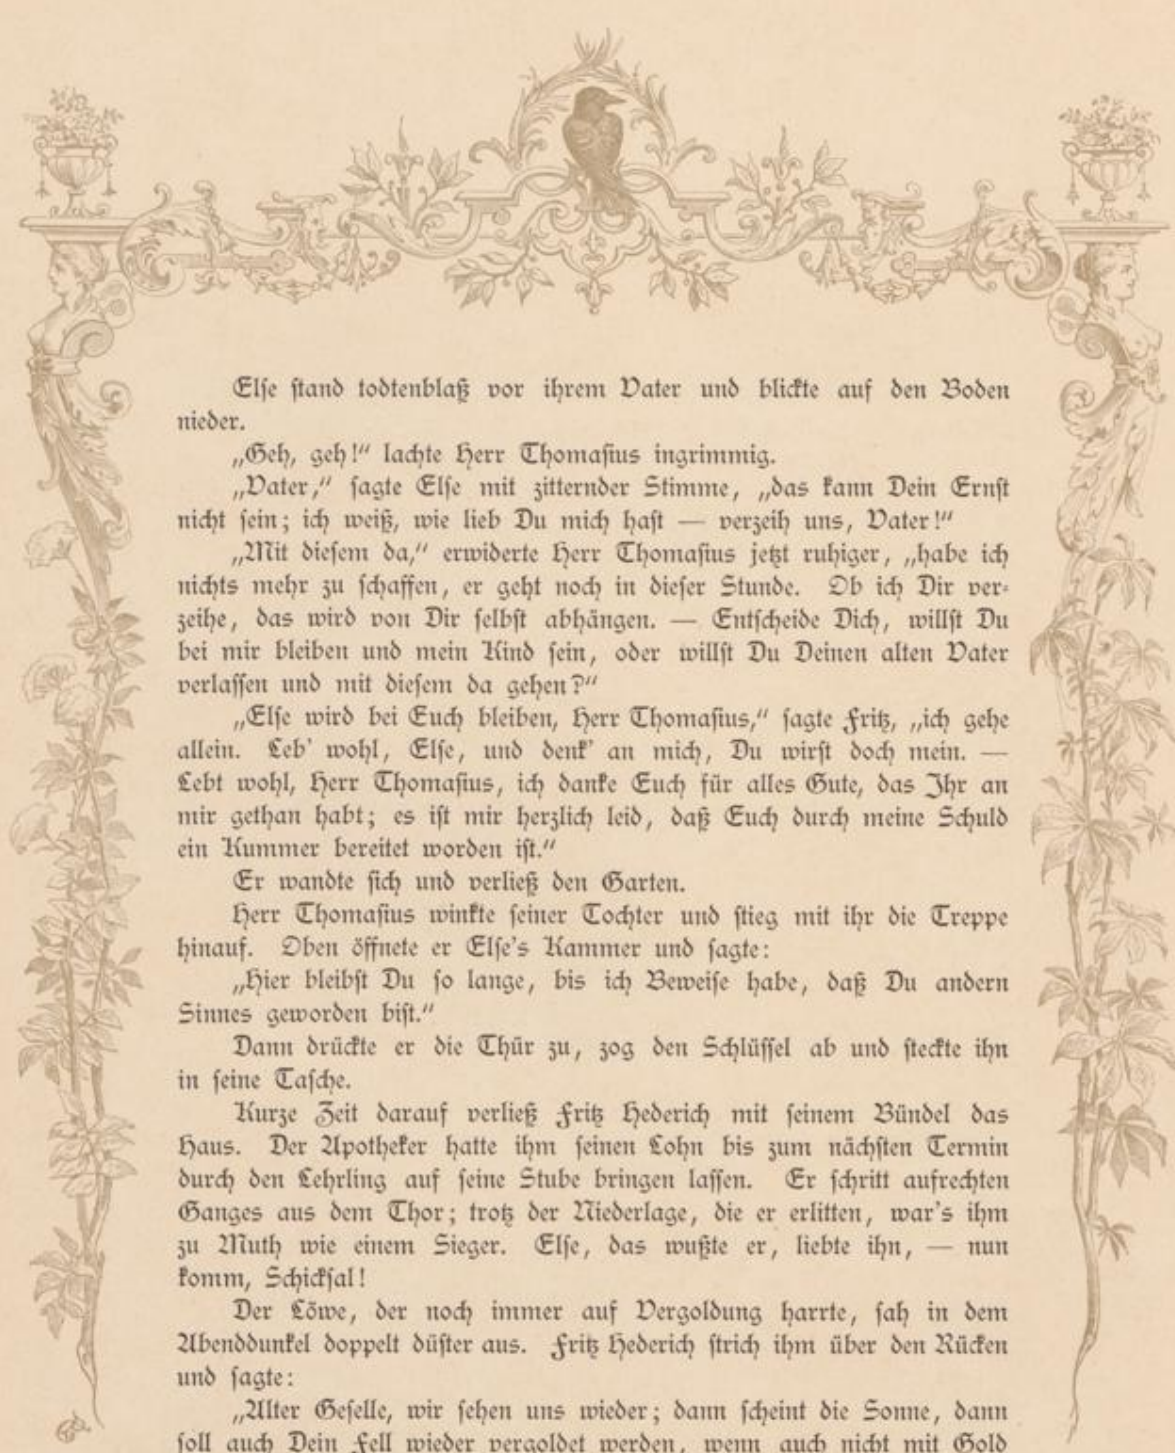 Else stand todtenblaß vor ihrem Vater und blickte auf den Boden
nieder.
„Geh, geh!“ lachte Herr Thomasius ingrimmig.
„Vater,“ sagte Else mit zitternder Stimme, „das kann Dein Ernst
nicht sein; ich weiß, wie lieb Du mich hast — verzeih uns, Vater!“
„Mit diesem da,“ erwiderte Herr Thomasius jetzt ruhiger, „habe ich
nichts mehr zu schaffen, er geht noch in dieser Stunde. Ob ich Dir ver-
zeihe, das wird von Dir selbst abhängen. — Entscheide Dich, willst Du
bei mir bleiben und mein Kind sein, oder willst Du Deinen alten Vater
verlassen und mit diesem da gehen?“
„Else wird bei Euch bleiben, Herr Thomasius,“ sagte Fritz, „ich gehe
allein. Leb' wohl, Else, und denk' an mich, Du wirst doch mein. —
Lebt wohl, Herr Thomasius, ich danke Euch für alles Gute, das Ihr an
mir gethan habt; es ist mir herzlich leid, daß Euch durch meine Schuld
ein Kummer bereitet worden ist.“
Er wandte sich und verließ den Garten.
Herr Thomasius winkte seiner Tochter und stieg mit ihr die Treppe
hinauf. Oben öffnete er Else's Kammer und sagte:
„Hier bleibst Du so lange, bis ich Beweise habe, daß Du andern
Sinnes geworden bist.“
Dann drückte er die Thür zu, zog den Schlüssel ab und steckte ihn
in seine Tasche.
Kurze Zeit darauf verließ Fritz Hederich mit seinem Bündel das
Haus. Der Apotheker hatte ihm seinen Lohn bis zum nächsten Termin
durch den Lehrling auf seine Stube bringen lassen. Er schritt aufrechten
Ganges aus dem Thor; trotz der Niederlage, die er erlitten, war's ihm
zu Muth wie einem Sieger. Else, das wußte er, liebte ihn, — nun
komm, Schicksal!
Der Löwe, der noch immer auf Vergoldung harrte, sah in dem
Abenddunkel doppelt düster aus. Fritz Hederich strich ihm über den Rücken
und sagte:
„Alter Geselle, wir sehen uns wieder; dann scheint die Sonne, dann
soll auch Dein Fell wieder vergoldet werden, wenn auch nicht mit Gold